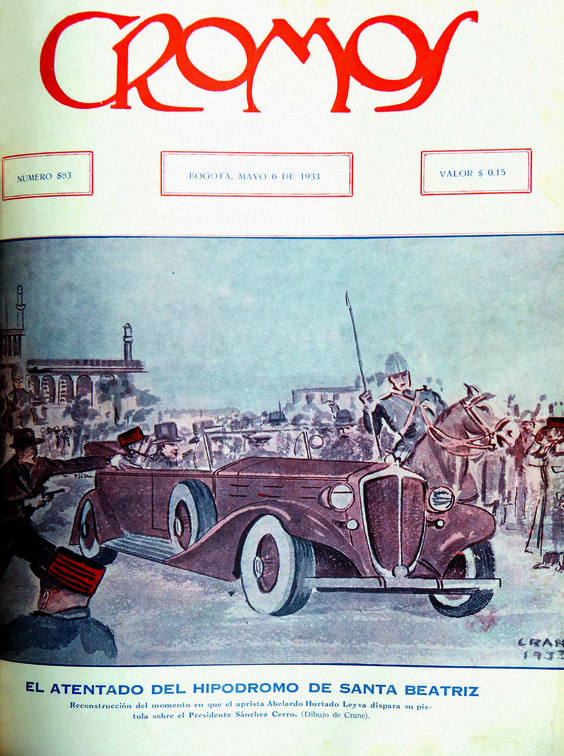 CROMOS
NUMERO 863
BOGOTA, MAYO 6 DE 1933
VALOR $ 0.15
CRAN
1933
EL ATENTADO DEL HIPODROMO DE SANTA BEATRIZ
Reconstrucción del momento en que el aprista Abelardo Hurtado Leyva dispara su pis-
tola sobre el Presidente Sánchez Cerro. (Dibujo de Crane).